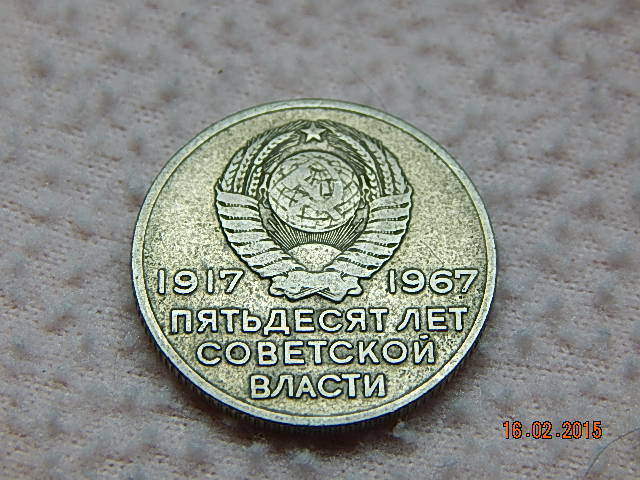 1917 1967
ПЯТЬДЕСЯТ ЛЕТ
СОВЕТСКОЙ
ВЛАСТИ
16.02.2015